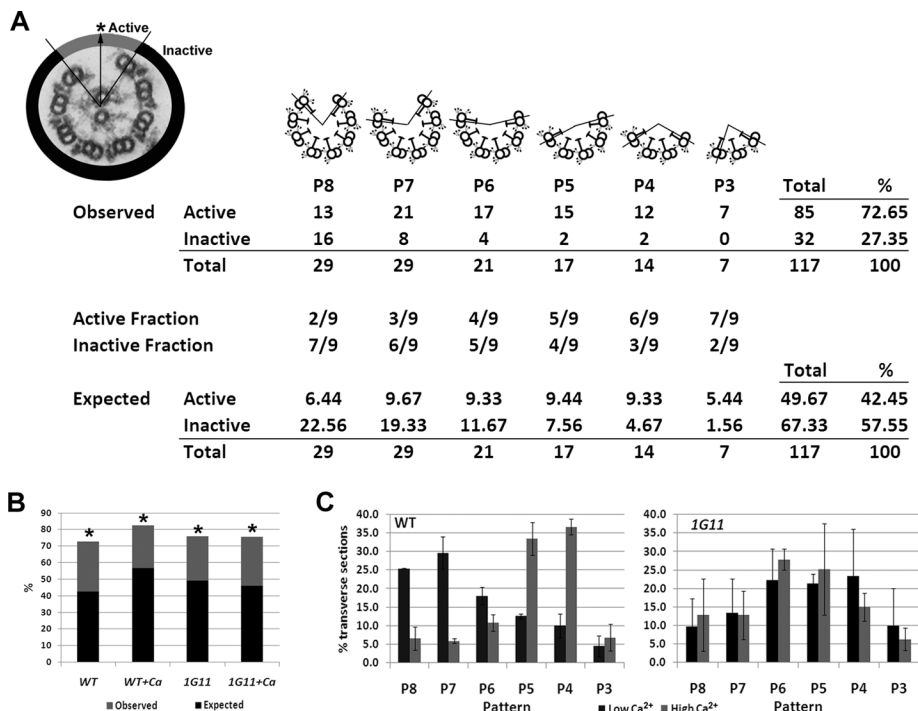 A
* Active
Inactive
P8 P7 P6 P5 P4 P3 Total %
Observed Active 13 21 17 15 12 7 85 72.65
Inactive 16 8 4 2 2 0 32 27.35
Total 29 29 21 17 14 7 117 100
Active Fraction 2/9 3/9 4/9 5/9 6/9 7/9
Inactive Fraction 7/9 6/9 5/9 4/9 3/9 2/9
Total %
Expected Active 6.44 9.67 9.33 9.44 9.33 5.44 49.67 42.45
Inactive 22.56 19.33 11.67 7.56 4.67 1.56 67.33 57.55
Total 29 29 21 17 14 7 117 100
B
%
90
80
70
60
50
40
30
20
10
0
* * * *
WT WT+Ca 1G11 1G11+Ca
Observed Expected
C
% transverse sections
WT
40.0
35.0
30.0
25.0
20.0
15.0
10.0
5.0
0.0
P8 P7 P6 P5 P4 P3
Pattern
1G11
40.0
35.0
30.0
25.0
20.0
15.0
10.0
5.0
0.0
P8 P7 P6 P5 P4 P3
Pattern
Low Ca²⁺ High Ca²⁺